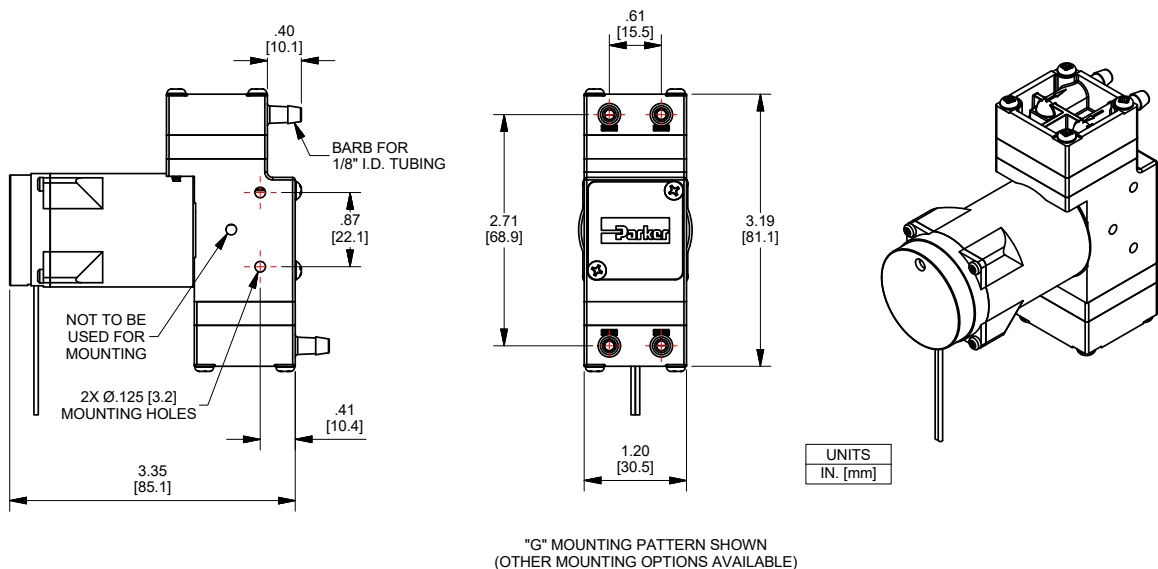 .40
[10.1]
BARB FOR
1/8" I.D. TUBING
.87
[22.1]
NOT TO BE
USED FOR
MOUNTING
2X Ø.125 [3.2]
MOUNTING HOLES
.41
[10.4]
3.35
[85.1]
.61
[15.5]
2.71
[68.9]
Parker
3.19
[81.1]
1.20
[30.5]
UNITS
IN. [mm]
"G" MOUNTING PATTERN SHOWN
(OTHER MOUNTING OPTIONS AVAILABLE)